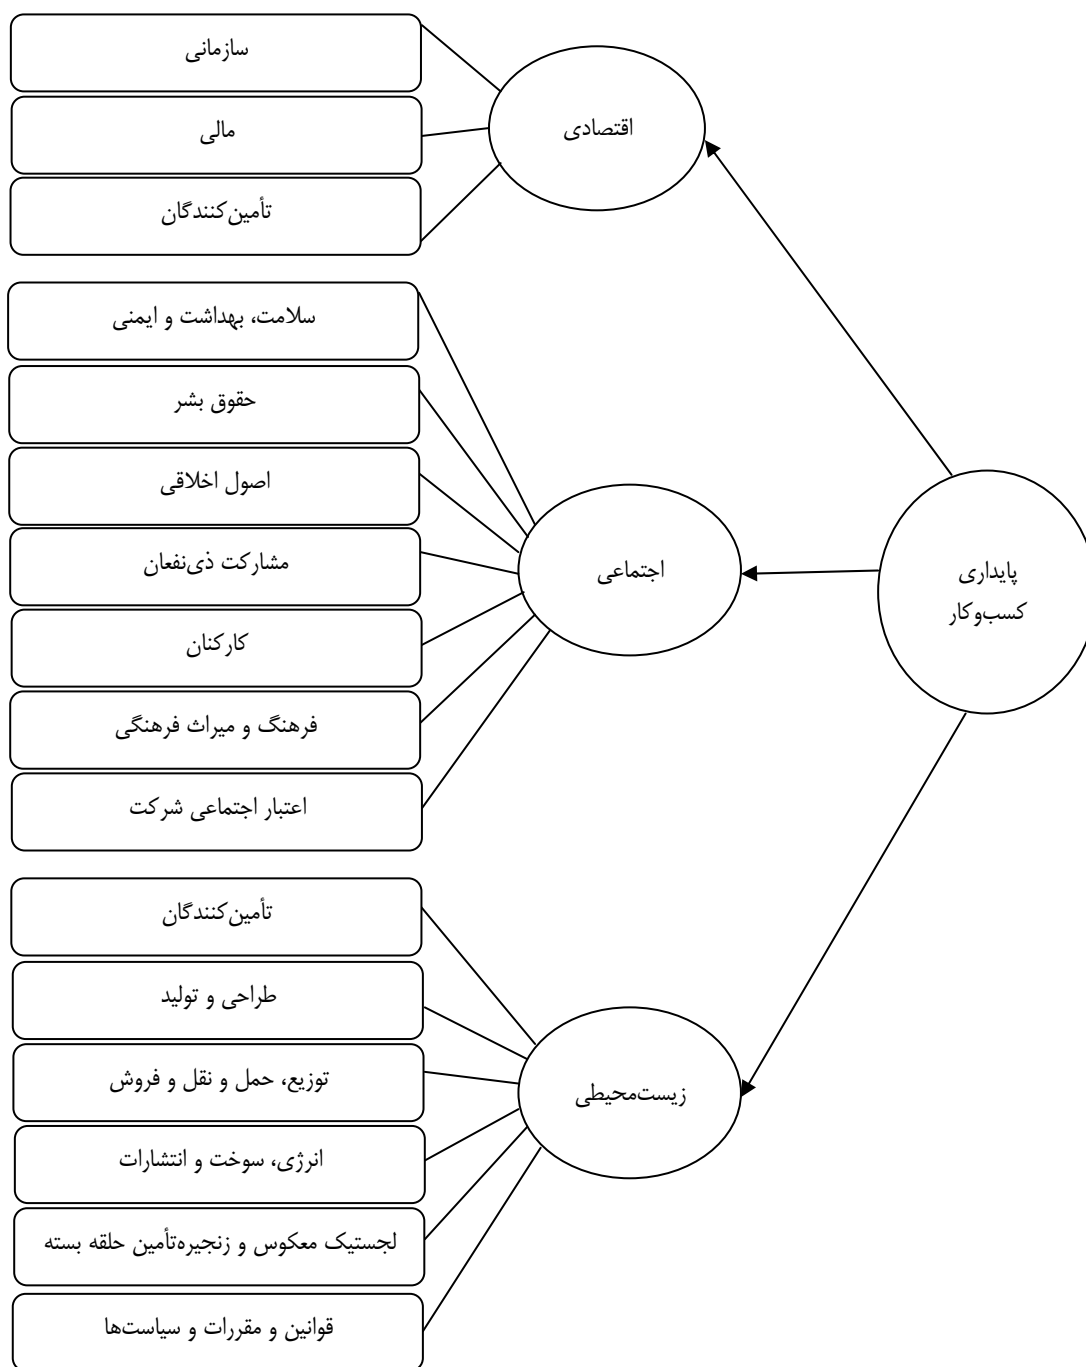 سازمانی
مالی
تأمین‌کنندگان
اقتصادی
سلامت، بهداشت و ایمنی
حقوق بشر
اصول اخلاقی
مشارکت ذی‌نفعان
کارکنان
فرهنگ و میراث فرهنگی
اعتبار اجتماعی شرکت
اجتماعی
پایداری
کسب‌وکار
تأمین‌کنندگان
طراحی و تولید
توزیع، حمل و نقل و فروش
انرژی، سوخت و انتشارات
لجستیک معکوس و زنجیره‌تأمین حلقه بسته
قوانین و مقررات و سیاست‌ها
زیست‌محیطی